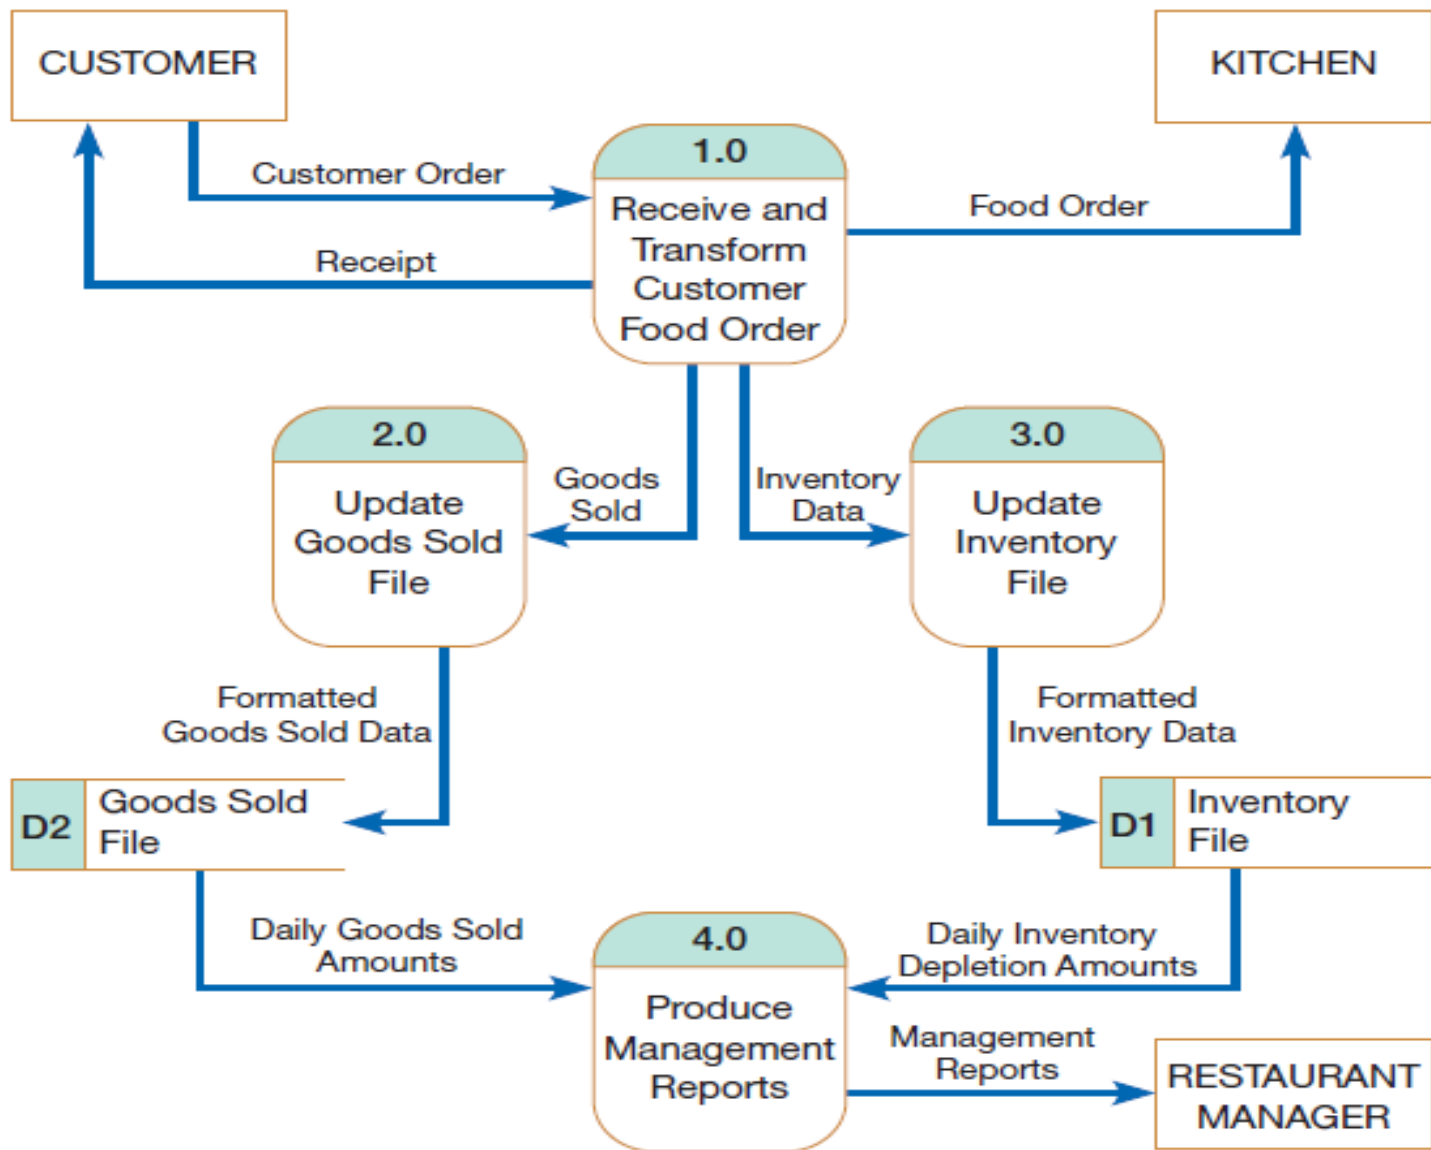 CUSTOMER
KITCHEN
1.0
Receive and
Transform
Customer
Food Order
Customer Order
Receipt
Food Order
2.0
Update
Goods Sold
File
Goods
Sold
Inventory
Data
3.0
Update
Inventory
File
Formatted
Goods Sold Data
Formatted
Inventory Data
D2
Goods Sold
File
D1
Inventory
File
Daily Goods Sold
Amounts
4.0
Produce
Management
Reports
Daily Inventory
Depletion Amounts
Management
Reports
RESTAURANT
MANAGER